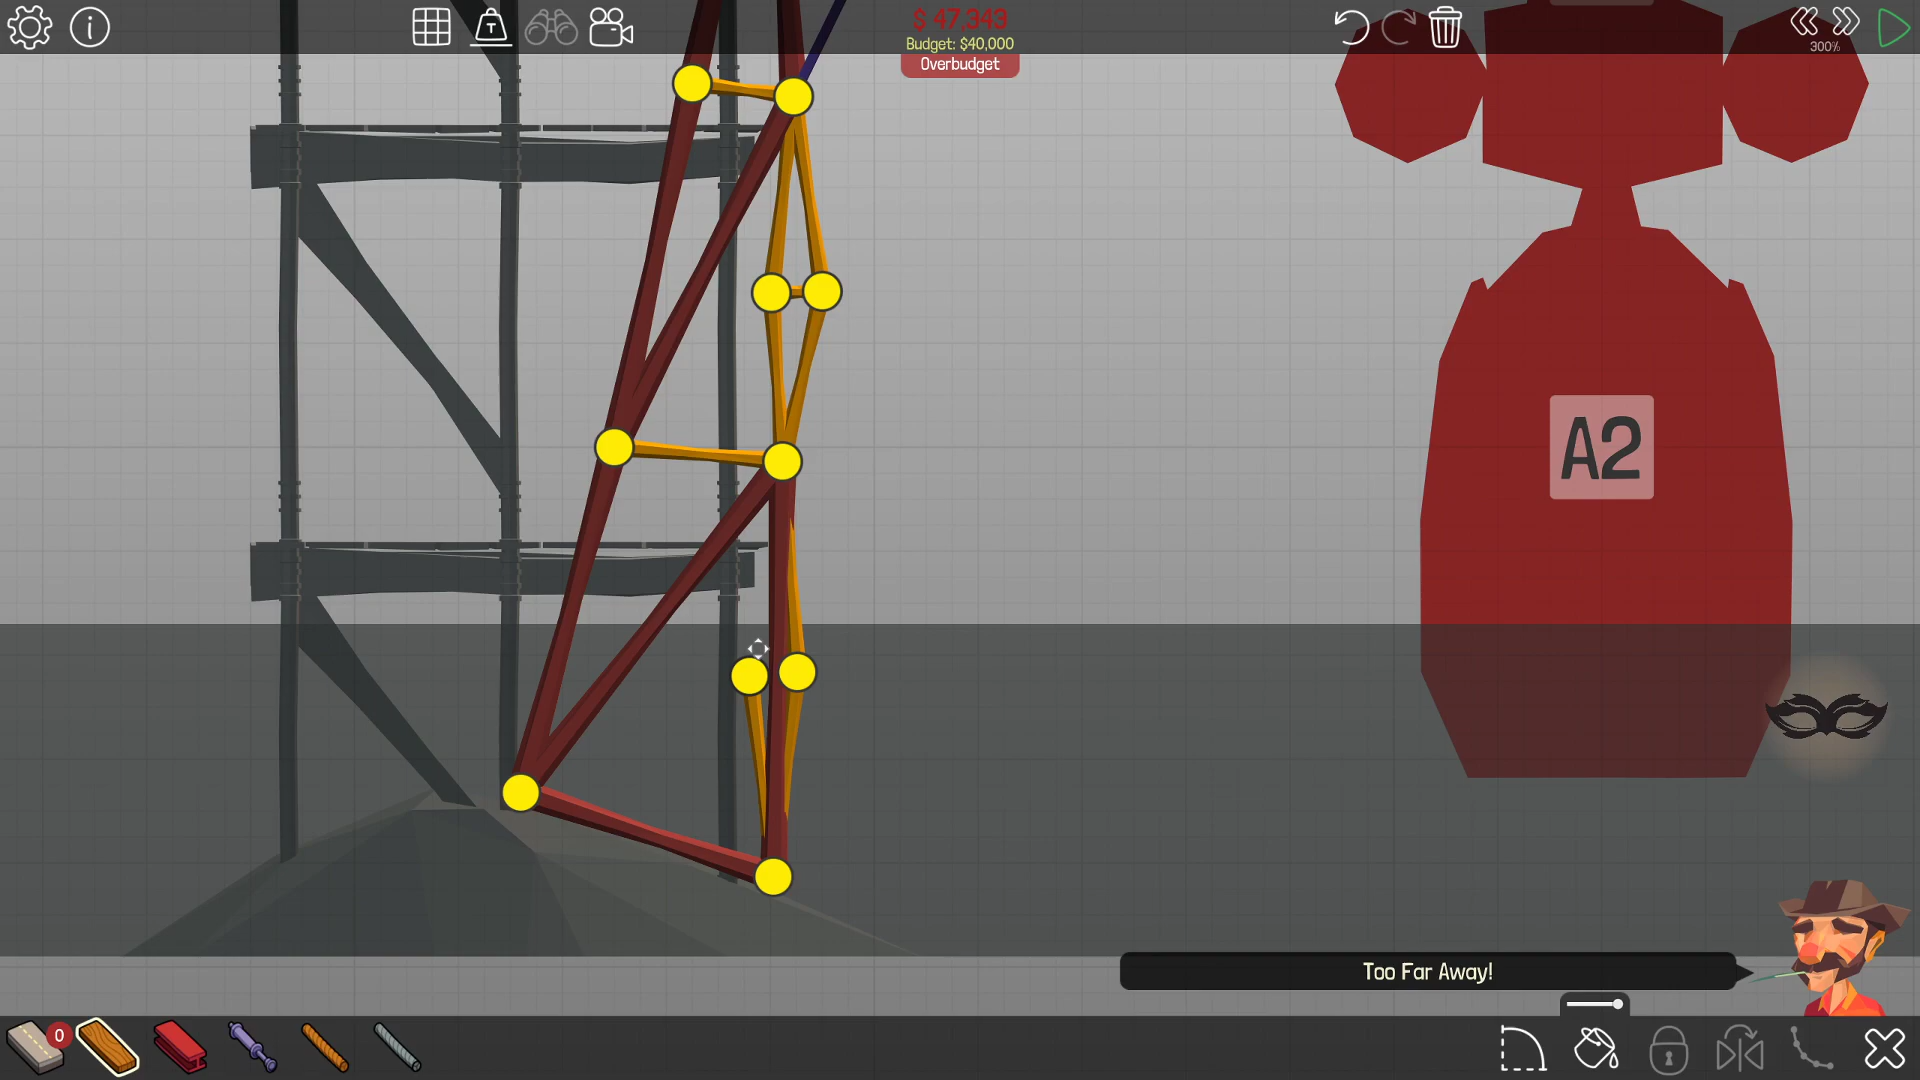 $ 47,343
Budget: $40,000
Overbudget
300%
A2
Too Far Away!
0